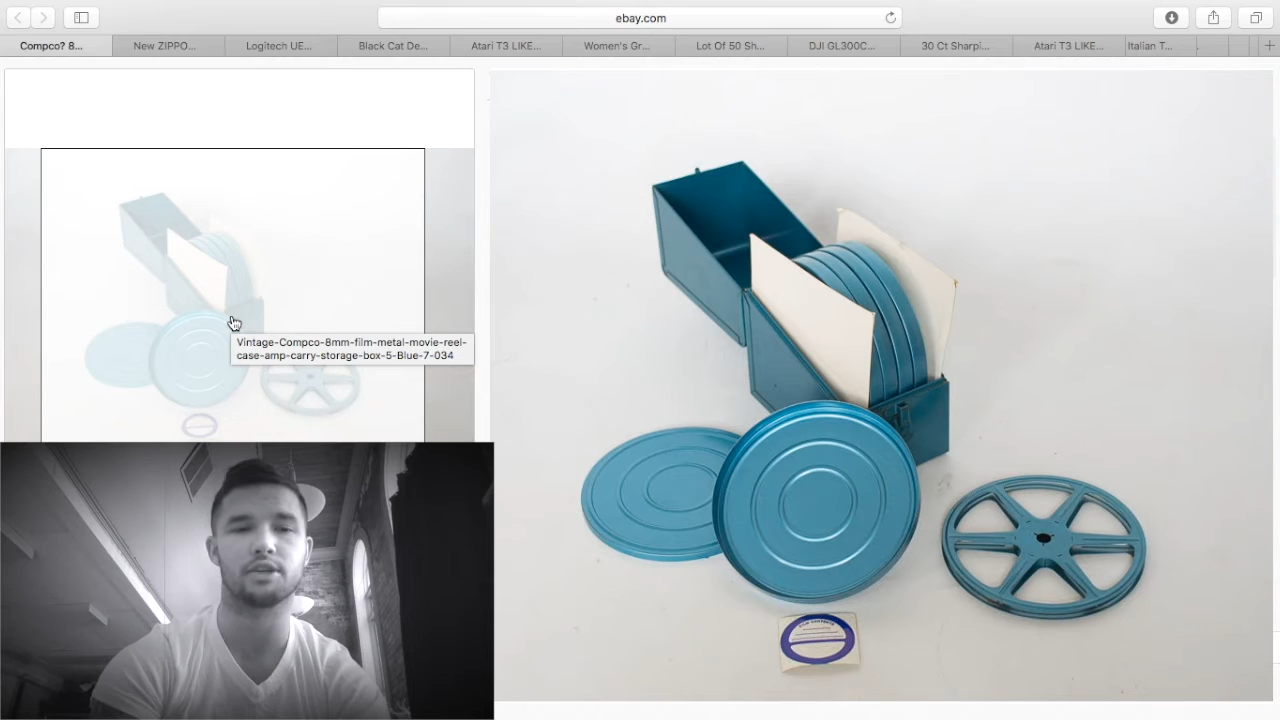 ebay.com
Compco? 8... New ZIPPO... Logitech UE... Black Cat De... Atari T3 LIKE... Women's Gr... Lot Of 50 Sh... DJI GL300C... 30 Ct Sharpi... Atari T3 LIKE... Italian T...
Vintage-Compco-8mm-film-metal-movie-reel-
case-amp-carry-storage-box-5-Blue-7-034